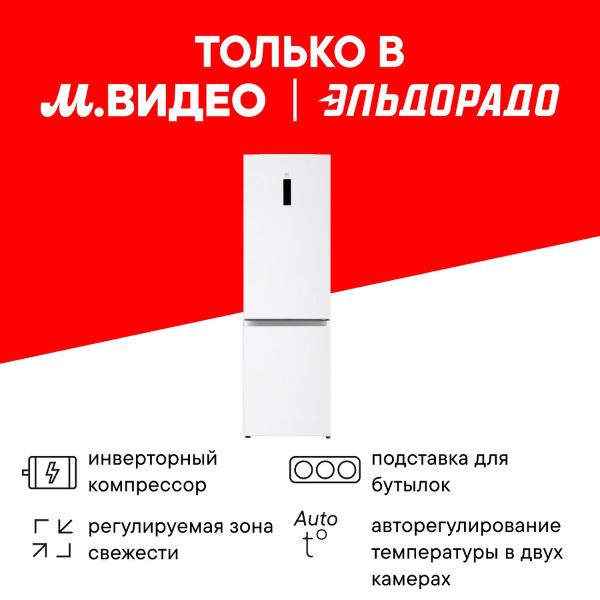 ТОЛЬКО В
М.ВИДЕО | ЭЛЬДОРАДО
инверторный
компрессор
подставка для
бутылок
регулируемая зона
свежести
Auto
t°
авторегулирование
температуры в двух
камерах